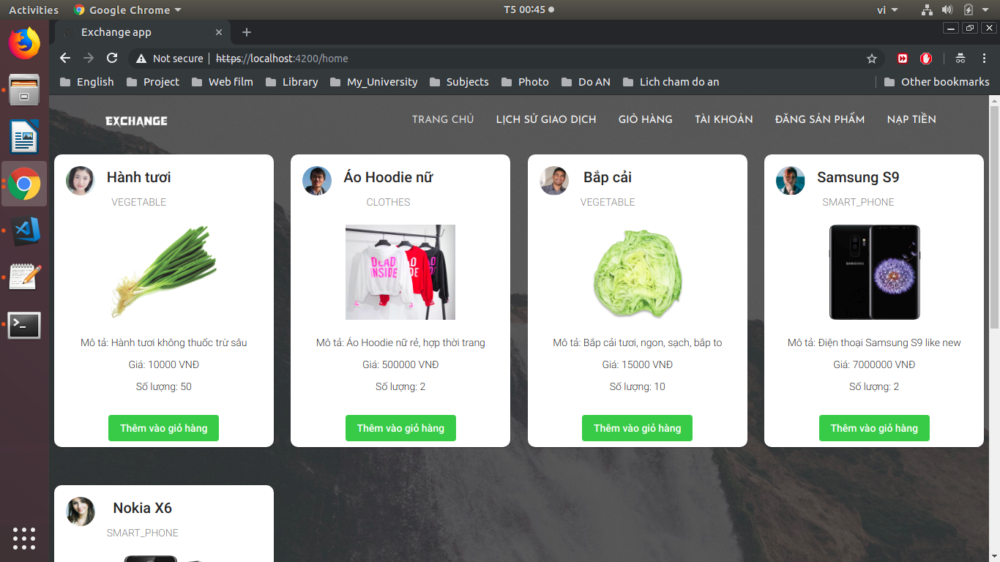 Activities Google Chrome T5 00:45 vi
Exchange app
Not secure https://localhost:4200/home
English Project Web film Library My_University Subjects Photo Do AN Lich cham do an Other bookmarks
EXCHANGE TRANG CHỦ LỊCH SỬ GIAO DỊCH GIỎ HÀNG TÀI KHOẢN ĐĂNG SẢN PHẨM NẠP TIỀN
Hành tươi
VEGETABLE
Mô tả: Hành tươi không thuốc trừ sâu
Giá: 10000 VNĐ
Số lượng: 50
Thêm vào giỏ hàng
Áo Hoodie nữ
CLOTHES
DEAD
INSIDE
Mô tả: Áo Hoodie nữ rẻ, hợp thời trang
Giá: 500000 VNĐ
Số lượng: 2
Thêm vào giỏ hàng
Bắp cải
VEGETABLE
Mô tả: Bắp cải tươi, ngon, sạch, bắp to
Giá: 15000 VNĐ
Số lượng: 10
Thêm vào giỏ hàng
Samsung S9
SMART_PHONE
SAMSUNG
Mô tả: Điện thoại Samsung S9 like new
Giá: 7000000 VNĐ
Số lượng: 2
Thêm vào giỏ hàng
Nokia X6
SMART_PHONE